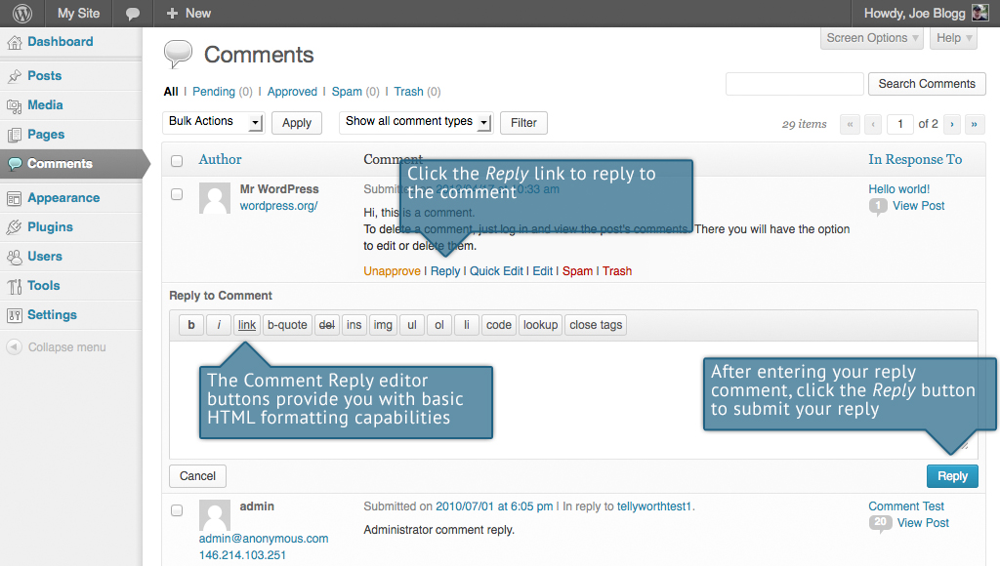 My Site + New Howdy, Joe Blogg
Dashboard
Posts
Media
Pages
Comments
Appearance
Plugins
Users
Tools
Settings
Collapse menu
Screen Options Help
Comments
All | Pending (0) | Approved | Spam (0) | Trash (0)
Search Comments
Bulk Actions Apply Show all comment types Filter 29 items « ‹ 1 of 2 › »
Author Comment In Response To
Mr WordPress
wordpress.org/
Submitted on 2010/04/17 at 10:33 am
Hi, this is a comment.
To delete a comment, just log in and view the post's comments. There you will have the option
to edit or delete them.
Unapprove | Reply | Quick Edit | Edit | Spam | Trash
Hello world!
1 View Post
Click the Reply link to reply to
the comment
Reply to Comment
b i link b-quote del ins img ul ol li code lookup close tags
The Comment Reply editor
buttons provide you with basic
HTML formatting capabilities
After entering your reply
comment, click the Reply button
to submit your reply
Cancel Reply
admin
admin@anonymous.com
146.214.103.251
Submitted on 2010/07/01 at 6:05 pm | In reply to tellyworthtest1.
Administrator comment reply.
Comment Test
20 View Post